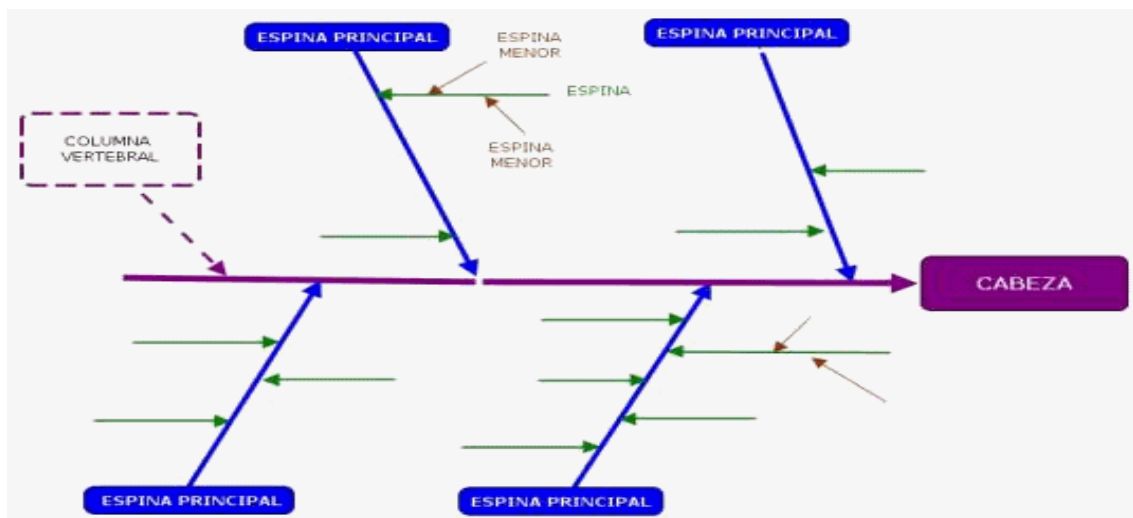 ESPINA PRINCIPAL
ESPINA
MENOR
ESPINA PRINCIPAL
ESPINA
COLUMNA
VERTEBRAL
ESPINA
MENOR
CABEZA
ESPINA PRINCIPAL
ESPINA PRINCIPAL